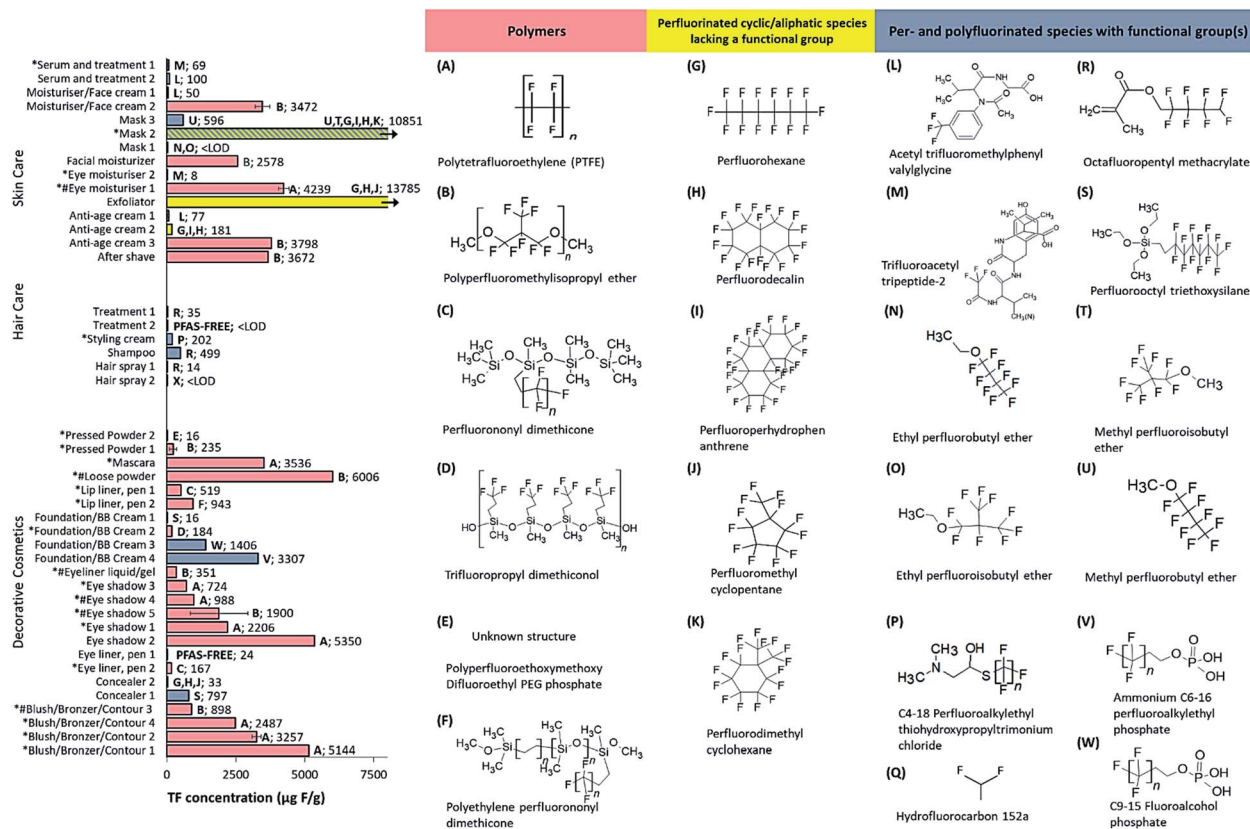 Polymers
Perfluorinated cyclic/aliphatic species
lacking a functional group
Per- and polyfluorinated species with functional group(s)
Skin Care
*Serum and treatment 1 M; 69
Serum and treatment 2 L; 100
Moisturiser/Face cream 1 L; 50
Moisturiser/Face cream 2 B; 3472
Mask 3 U; 596
*Mask 2 U,T,G,I,H,K; 10851
Mask 1 N,O; <LOD
Facial moisturizer B; 2578
*Eye moisturiser 2 M; 8
*#Eye moisturiser 1 A; 4239
Exfoliator G,H,J; 13785
Anti-age cream 1 L; 77
Anti-age cream 2 G,I,H; 181
Anti-age cream 3 B; 3798
After shave B; 3672
Hair Care
Treatment 1 R; 35
Treatment 2 PFAS-FREE; <LOD
*Styling cream P; 202
Shampoo R; 499
Hair spray 1 R; 14
Hair spray 2 X; <LOD
Decorative Cosmetics
*Pressed Powder 2 E; 16
*Pressed Powder 1 B; 235
*Mascara A; 3536
*#Loose powder B; 6006
*Lip liner, pen 1 C; 519
*Lip liner, pen 2 F; 943
Foundation/BB Cream 1 S; 16
*Foundation/BB Cream 2 D; 184
Foundation/BB Cream 3 W; 1406
Foundation/BB Cream 4 V; 3307
*#Eyeliner liquid/gel B; 351
*Eye shadow 3 A; 724
*#Eye shadow 4 A; 988
*#Eye shadow 5 B; 1900
*Eye shadow 1 A; 2206
Eye shadow 2 A; 5350
Eye liner, pen 1 PFAS-FREE; 24
*Eye liner, pen 2 C; 167
Concealer 2 G,H,J; 33
Concealer 1 S; 797
*#Blush/Bronzer/Contour 3 B; 898
*Blush/Bronzer/Contour 4 A; 2487
*Blush/Bronzer/Contour 2 A; 3257
*Blush/Bronzer/Contour 1 A; 5144
0 2500 5000 7500
TF concentration (µg F/g)
(A)
Polytetrafluoroethylene (PTFE)
(B)
Polyperfluoromethylisopropyl ether
(C)
Perfluorononyl dimethicone
(D)
Trifluoropropyl dimethiconol
(E)
Unknown structure
Polyperfluoroethoxymethoxy
Difluoroethyl PEG phosphate
(F)
Polyethylene perfluorononyl
dimethicone
(G)
Perfluorohexane
(H)
Perfluorodecalin
(I)
Perfluoroperhydrophen
anthrene
(J)
Perfluoromethyl
cyclopentane
(K)
Perfluorodimethyl
cyclohexane
(L)
Acetyl trifluoromethylphenyl
valylglycine
(M)
Trifluoroacetyl
tripeptide-2
(N)
Ethyl perfluorobutyl ether
(O)
Ethyl perfluoroisobutyl ether
(P)
C4-18 Perfluoroalkylethyl
thiohydroxypropyltrimonium
chloride
(Q)
Hydrofluorocarbon 152a
(R)
Octafluoropentyl methacrylate
(S)
Perfluorooctyl triethoxysilane
(T)
Methyl perfluoroisobutyl
ether
(U)
Methyl perfluorobutyl ether
(V)
Ammonium C6-16
perfluoroalkylethyl
phosphate
(W)
C9-15 Fluoroalcohol
phosphate